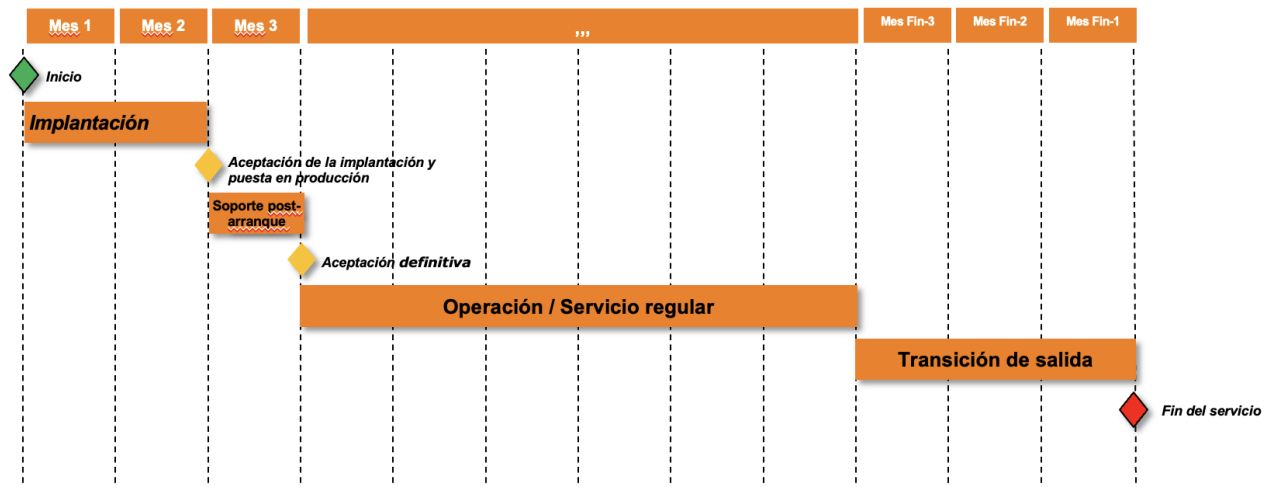 Mes 1
Mes 2
Mes 3
,,,
Mes Fin-3
Mes Fin-2
Mes Fin-1
Inicio
Implantación
Aceptación de la implantación y
puesta en producción
Soporte post-
arranque
Aceptación definitiva
Operación / Servicio regular
Transición de salida
Fin del servicio